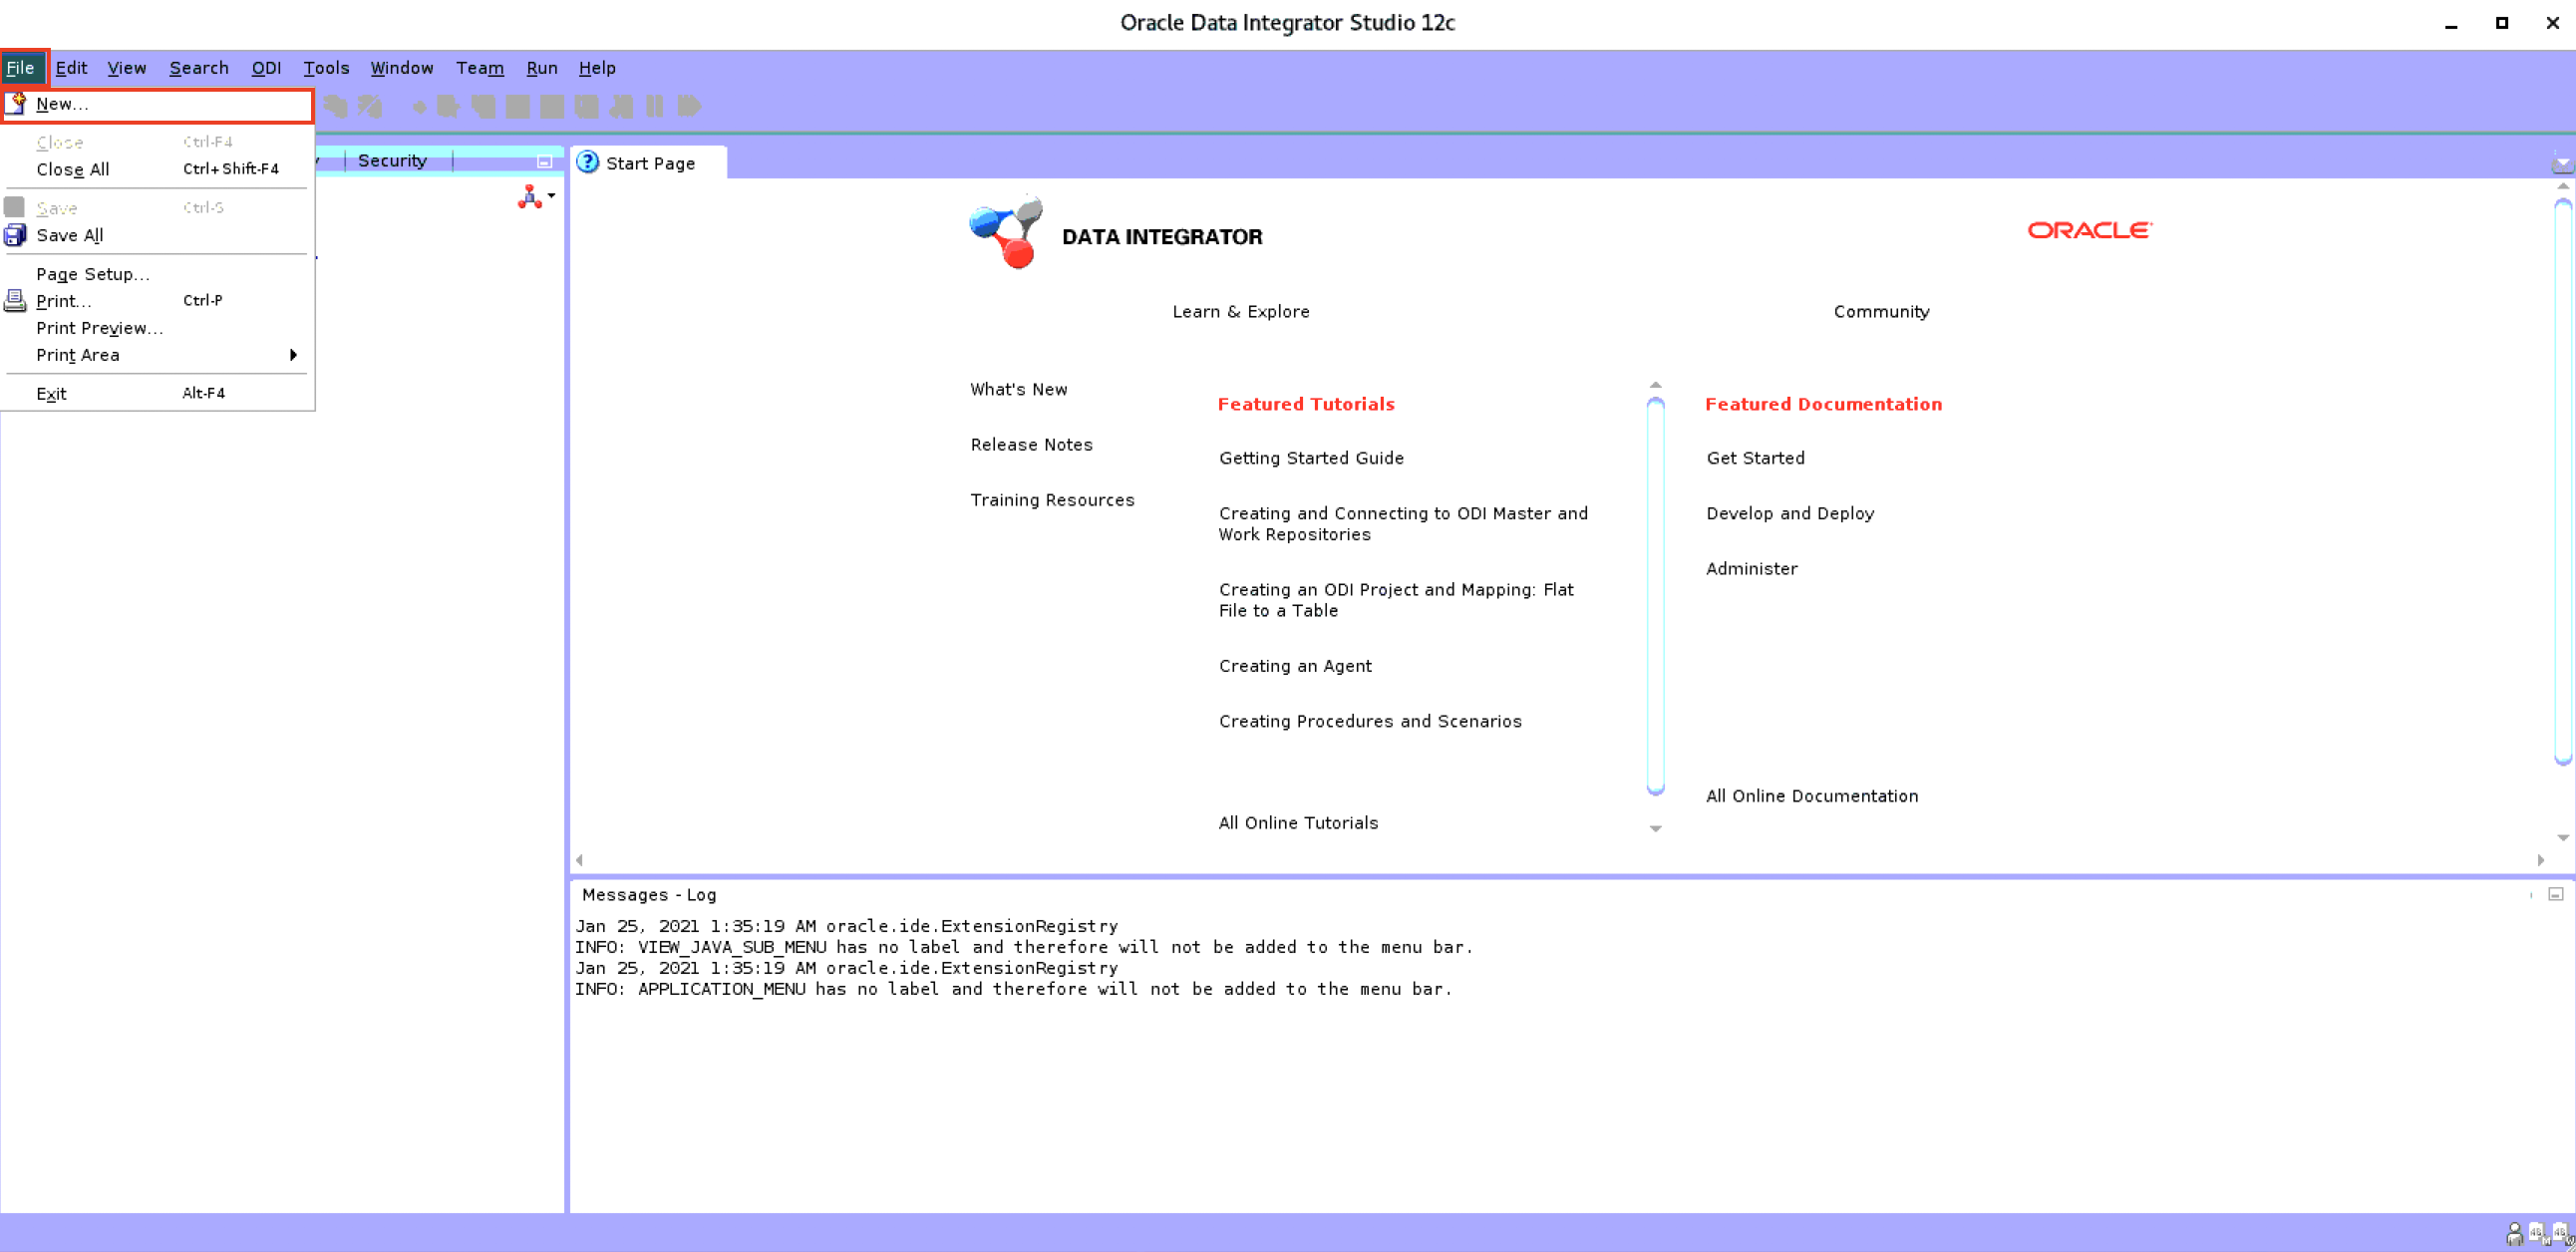 Oracle Data Integrator Studio 12c
File Edit View Search ODI Tools Window Team Run Help
New...
Close Ctrl-F4
Close All Ctrl+Shift-F4
Save Ctrl-S
Save All
Page Setup...
Print... Ctrl-P
Print Preview...
Print Area
Exit Alt-F4
Security
Start Page
DATA INTEGRATOR
ORACLE
Learn & Explore
Community
What's New
Release Notes
Training Resources
Featured Tutorials
Getting Started Guide
Creating and Connecting to ODI Master and
Work Repositories
Creating an ODI Project and Mapping: Flat
File to a Table
Creating an Agent
Creating Procedures and Scenarios
All Online Tutorials
Featured Documentation
Get Started
Develop and Deploy
Administer
All Online Documentation
Messages - Log
Jan 25, 2021 1:35:19 AM oracle.ide.ExtensionRegistry
INFO: VIEW_JAVA_SUB_MENU has no label and therefore will not be added to the menu bar.
Jan 25, 2021 1:35:19 AM oracle.ide.ExtensionRegistry
INFO: APPLICATION_MENU has no label and therefore will not be added to the menu bar.